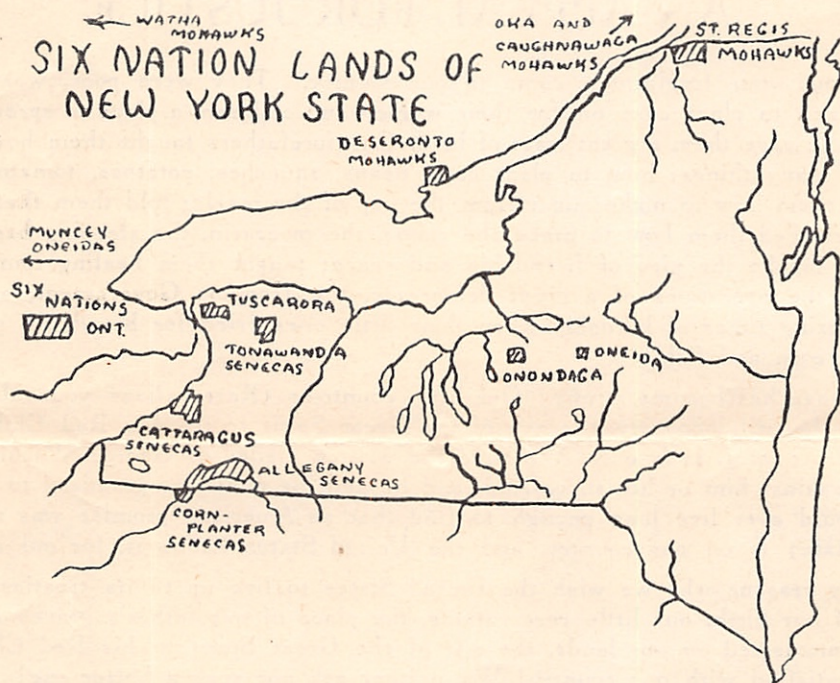 WATHA
MOHAWKS
OKA AND
CAUGHNAWAGA
MOHAWKS
ST. REGIS
MOHAWKS
SIX NATION LANDS OF
NEW YORK STATE
DESERONTO
MOHAWKS
MUNCEY
ONEIDAS
SIX
NATIONS
ONT.
TUSCARORA
TONAWANDA
SENECAS
ONONDAGA
ONEIDA
CATTARAGUS
SENECAS
ALLEGANY
SENECAS
CORN-
PLANTER
SENECAS